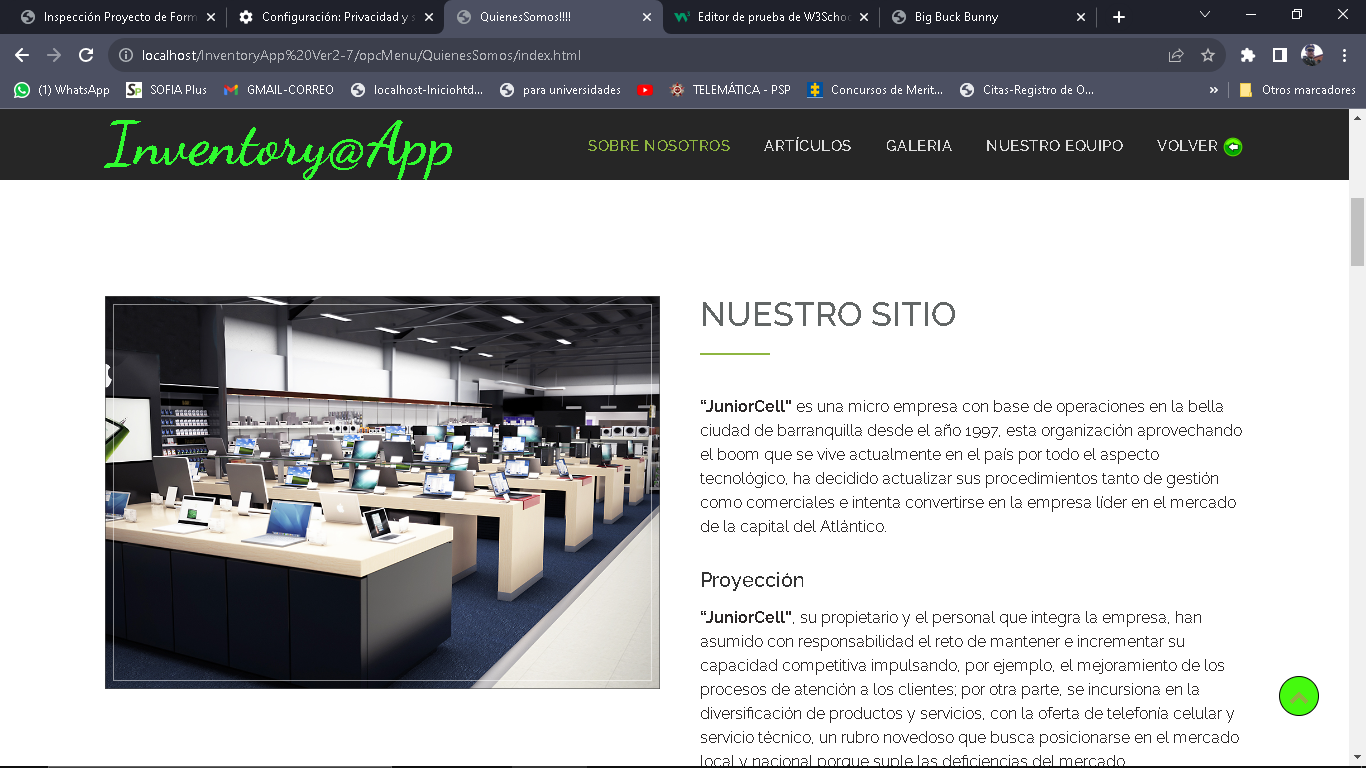 Inspección Proyecto de Form
Configuración: Privacidad y s
QuienesSomos!!!!
Editor de prueba de W3Schoo
Big Buck Bunny
localhost/InventoryApp%20Ver2-7/opcMenu/QuienesSomos/index.html
(1) WhatsApp
SOFIA Plus
GMAIL-CORREO
localhost-Iniciohtd...
para universidades
TELEMÁTICA - PSP
Concursos de Merit...
Citas-Registro de O...
»
Otros marcadores
Inventory@App
SOBRE NOSOTROS
ARTÍCULOS
GALERIA
NUESTRO EQUIPO
VOLVER
NUESTRO SITIO
“JuniorCell" es una micro empresa con base de operaciones en la bella
ciudad de barranquilla desde el año 1997, esta organización aprovechando
el boom que se vive actualmente en el país por todo el aspecto
tecnológico, ha decidido actualizar sus procedimientos tanto de gestión
como comerciales e intenta convertirse en la empresa líder en el mercado
de la capital del Atlántico.
Proyección
“JuniorCell", su propietario y el personal que integra la empresa, han
asumido con responsabilidad el reto de mantener e incrementar su
capacidad competitiva impulsando, por ejemplo, el mejoramiento de los
procesos de atención a los clientes; por otra parte, se incursiona en la
diversificación de productos y servicios, con la oferta de telefonía celular y
servicio técnico, un rubro novedoso que busca posicionarse en el mercado
local y nacional porque suple las deficiencias del mercado